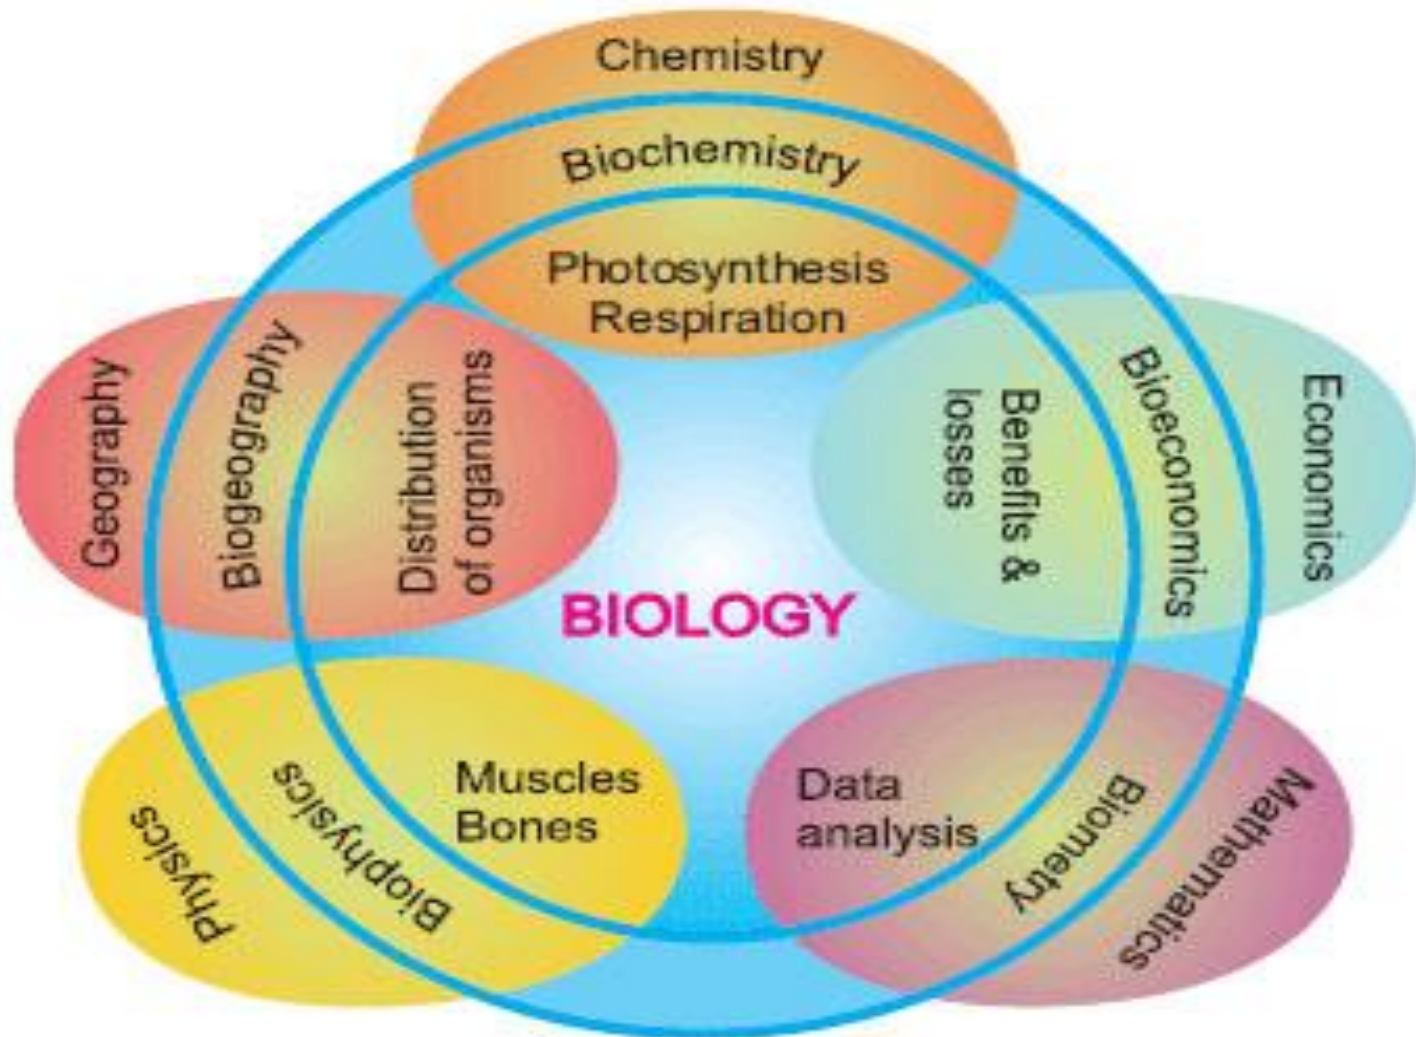 Chemistry
Biochemistry
Photosynthesis
Respiration
Geography
Biogeography
Distribution
of organisms
Benefits &
losses
Bioeconomics
Economics
BIOLOGY
Physics
Biophysics
Muscles
Bones
Data
analysis
Biometry
Mathematics